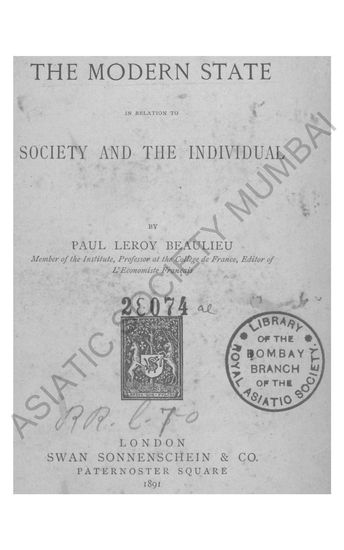 THE MODERN STATE
IN RELATION TO
SOCIETY AND THE INDIVIDUAL
BY
PAUL LEROY BEAULIEU
Member of the Institute, Professor at the Collège de France, Editor of
L'Economiste Français
28074
LIBRARY
OF THE
BOMBAY
BRANCH
OF THE
ROYAL ASIATIC SOCIETY
LONDON
SWAN SONNENSCHEIN & CO.
PATERNOSTER SQUARE
1891
ASIATIC SOCIETY MUMBAI